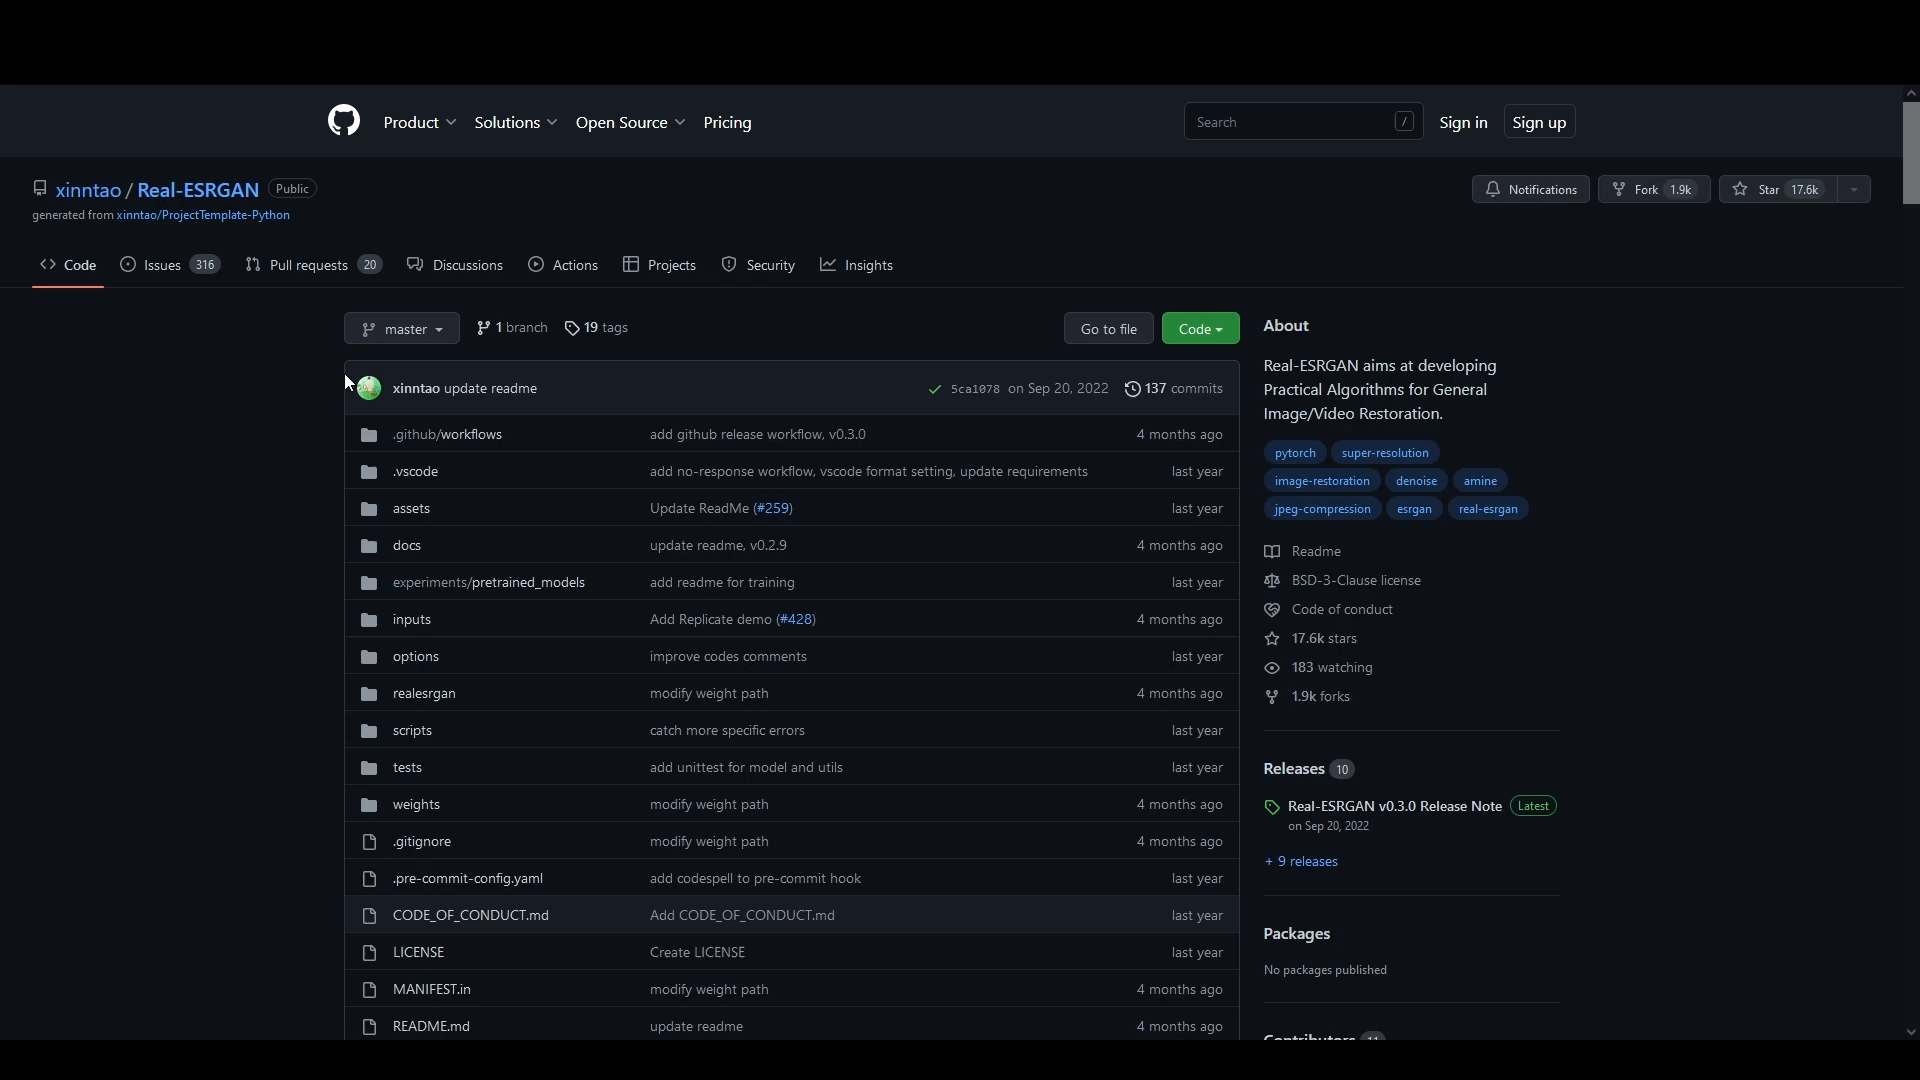 Product Solutions Open Source Pricing Search / Sign in Sign up
xinntao / Real-ESRGAN Public Notifications Fork 1.9k Star 17.6k
generated from xinntao/ProjectTemplate-Python
Code Issues 316 Pull requests 20 Discussions Actions Projects Security Insights
master 1 branch 19 tags Go to file Code
xinntao update readme 5ca1078 on Sep 20, 2022 137 commits
.github/workflows add github release workflow, v0.3.0 4 months ago
.vscode add no-response workflow, vscode format setting, update requirements last year
assets Update ReadMe (#259) last year
docs update readme, v0.2.9 4 months ago
experiments/pretrained_models add readme for training last year
inputs Add Replicate demo (#428) 4 months ago
options improve codes comments last year
realesrgan modify weight path 4 months ago
scripts catch more specific errors last year
tests add unittest for model and utils last year
weights modify weight path 4 months ago
.gitignore modify weight path 4 months ago
.pre-commit-config.yaml add codespell to pre-commit hook last year
CODE_OF_CONDUCT.md Add CODE_OF_CONDUCT.md last year
LICENSE Create LICENSE last year
MANIFEST.in modify weight path 4 months ago
README.md update readme 4 months ago
About
Real-ESRGAN aims at developing
Practical Algorithms for General
Image/Video Restoration.
pytorch super-resolution
image-restoration denoise amine
jpeg-compression esrgan real-esrgan
Readme
BSD-3-Clause license
Code of conduct
17.6k stars
183 watching
1.9k forks
Releases 10
Real-ESRGAN v0.3.0 Release Note Latest
on Sep 20, 2022
+ 9 releases
Packages
No packages published
Contributors 11